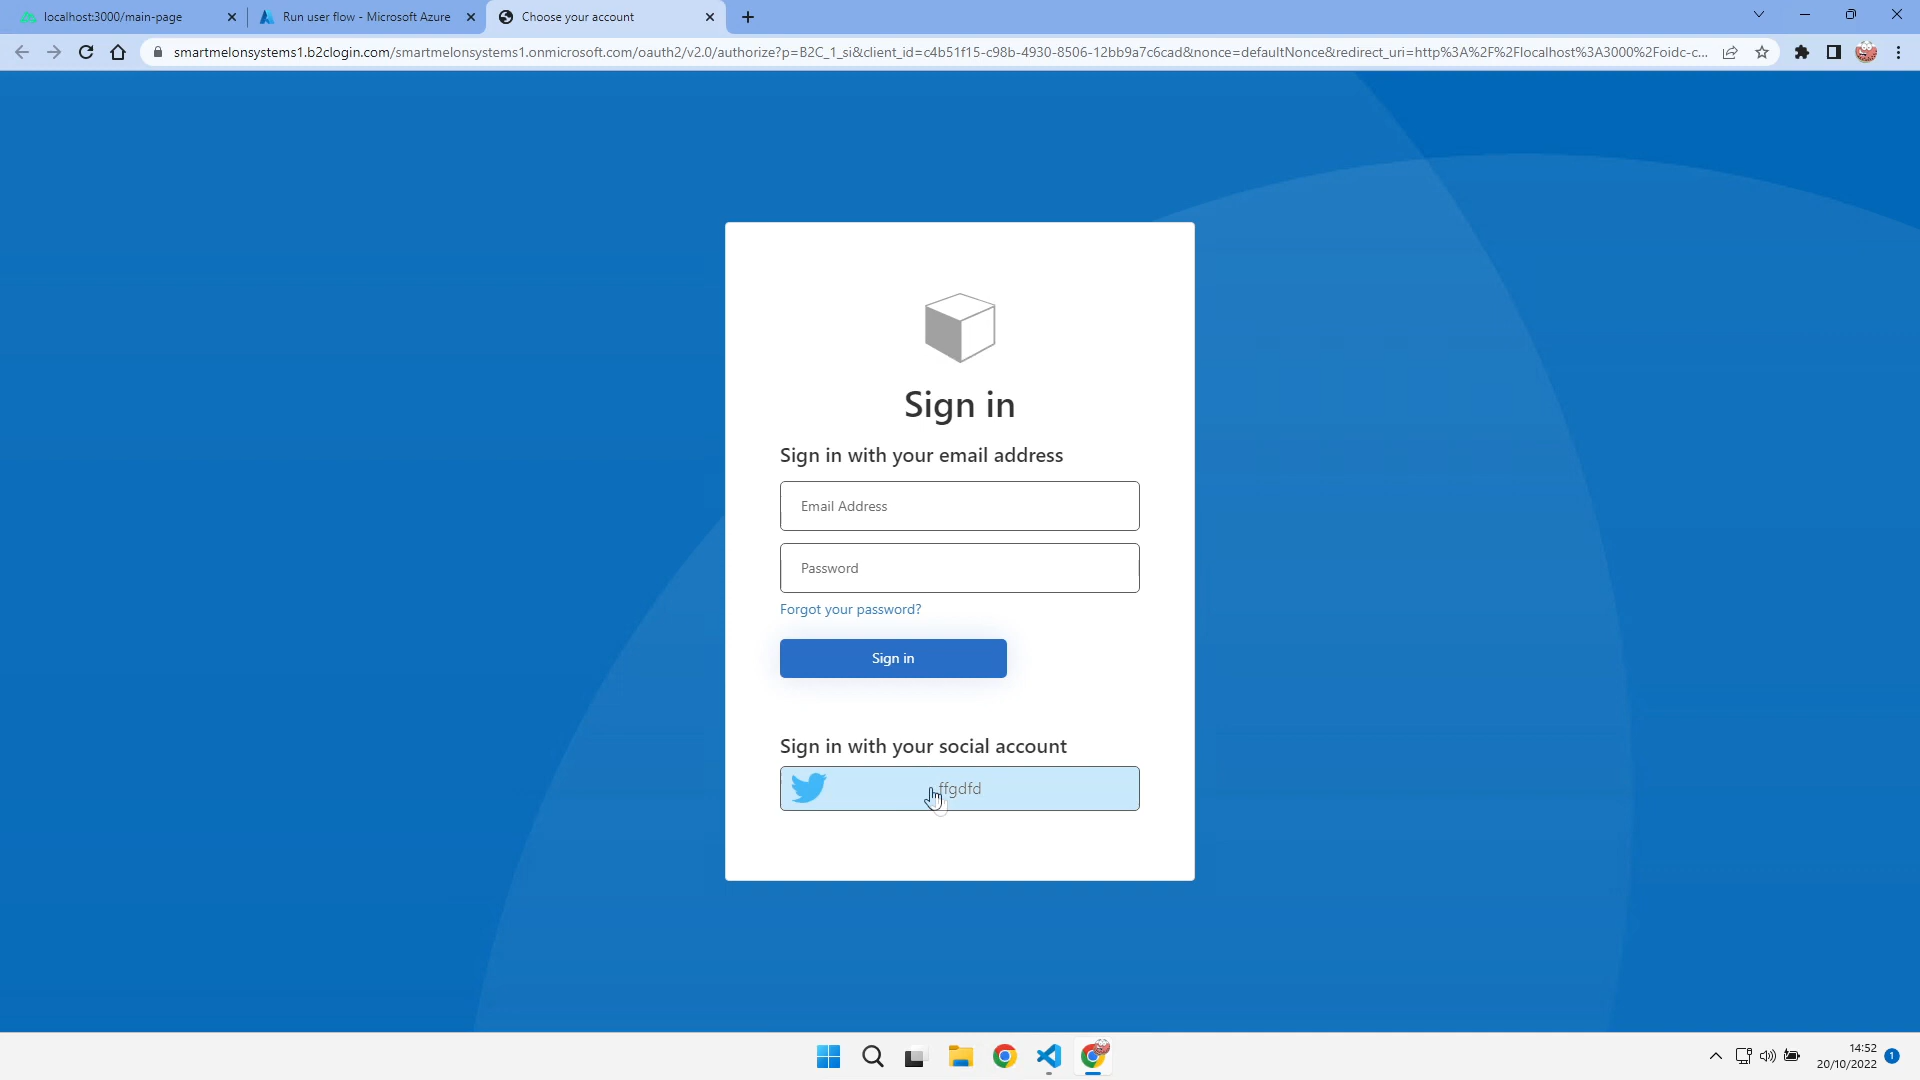 localhost:3000/main-page
Run user flow - Microsoft Azure
Choose your account
smartmelonsystems1.b2clogin.com/smartmelonsystems1.onmicrosoft.com/oauth2/v2.0/authorize?p=B2C_1_si&client_id=c4b51f15-c98b-4930-8506-12bb9a7c6cad&nonce=defaultNonce&redirect_uri=http%3A%2F%2Flocalhost%3A3000%2Foidc-c...
Sign in
Sign in with your email address
Email Address
Password
Forgot your password?
Sign in
Sign in with your social account
ffgdfd
14:52
20/10/2022
1